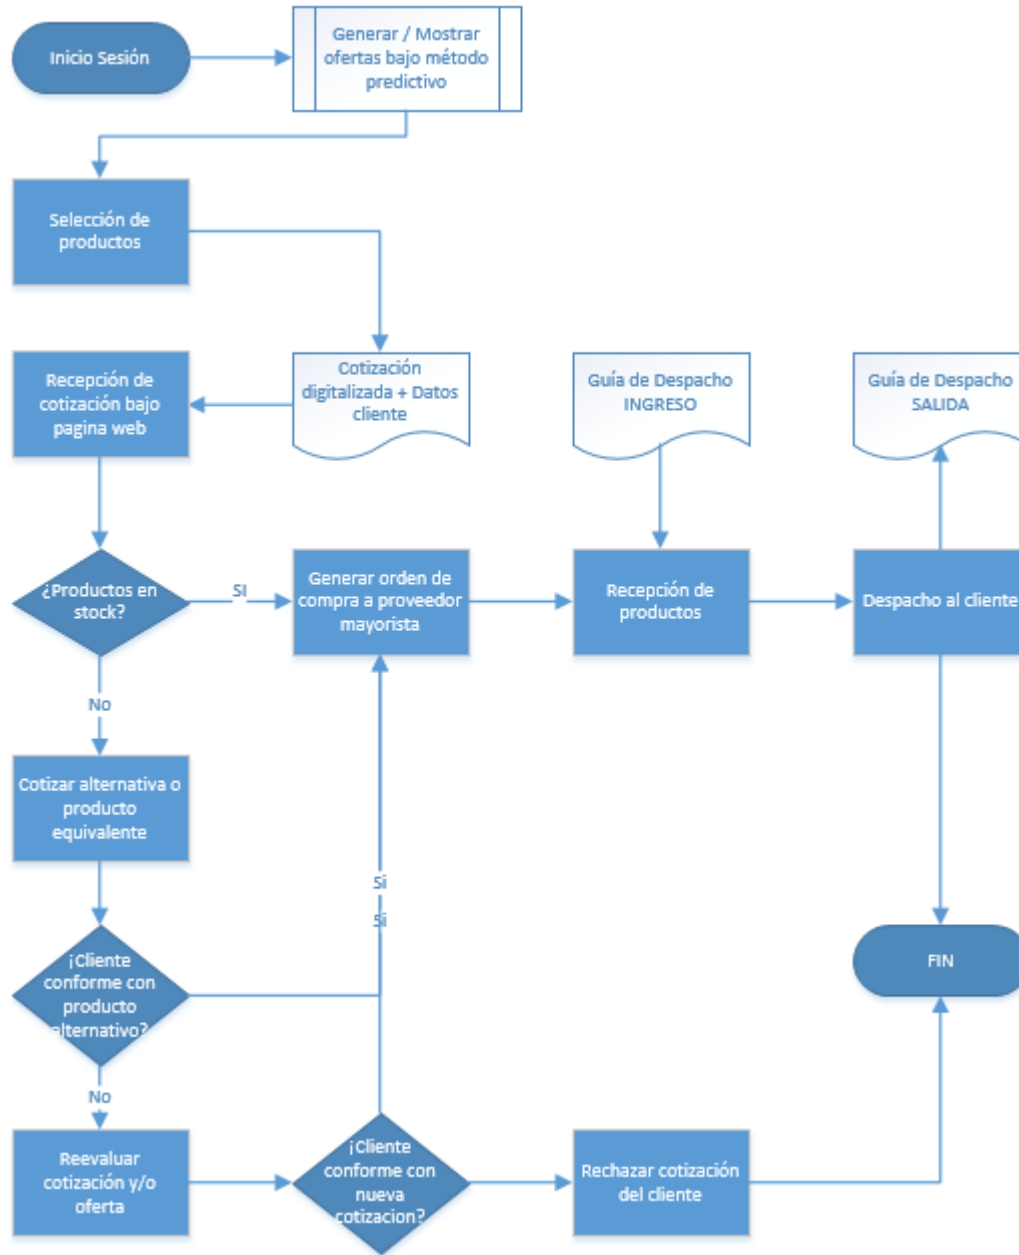 Inicio Sesión
Generar / Mostrar
ofertas bajo método
predictivo
Selección de
productos
Recepción de
cotización bajo
pagina web
Cotización
digitalizada + Datos
cliente
Guía de Despacho
INGRESO
Guía de Despacho
SALIDA
¿Productos en
stock?
SI
Generar orden de
compra a proveedor
mayorista
Recepción de
productos
Despacho al cliente
No
Cotizar alternativa o
producto
equivalente
Si
Si
¡Cliente
conforme con
producto
alternativo?
FIN
No
Reevaluar
cotización y/o
oferta
¡Cliente
conforme con
nueva
cotizacion?
Rechazar cotización
del cliente